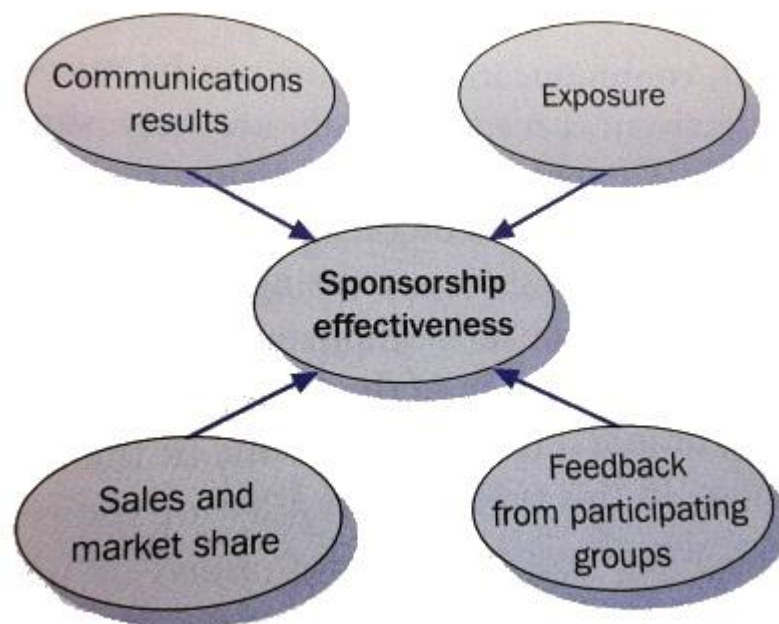 Communications
results
Exposure
Sponsorship
effectiveness
Sales and
market share
Feedback
from participating
groups